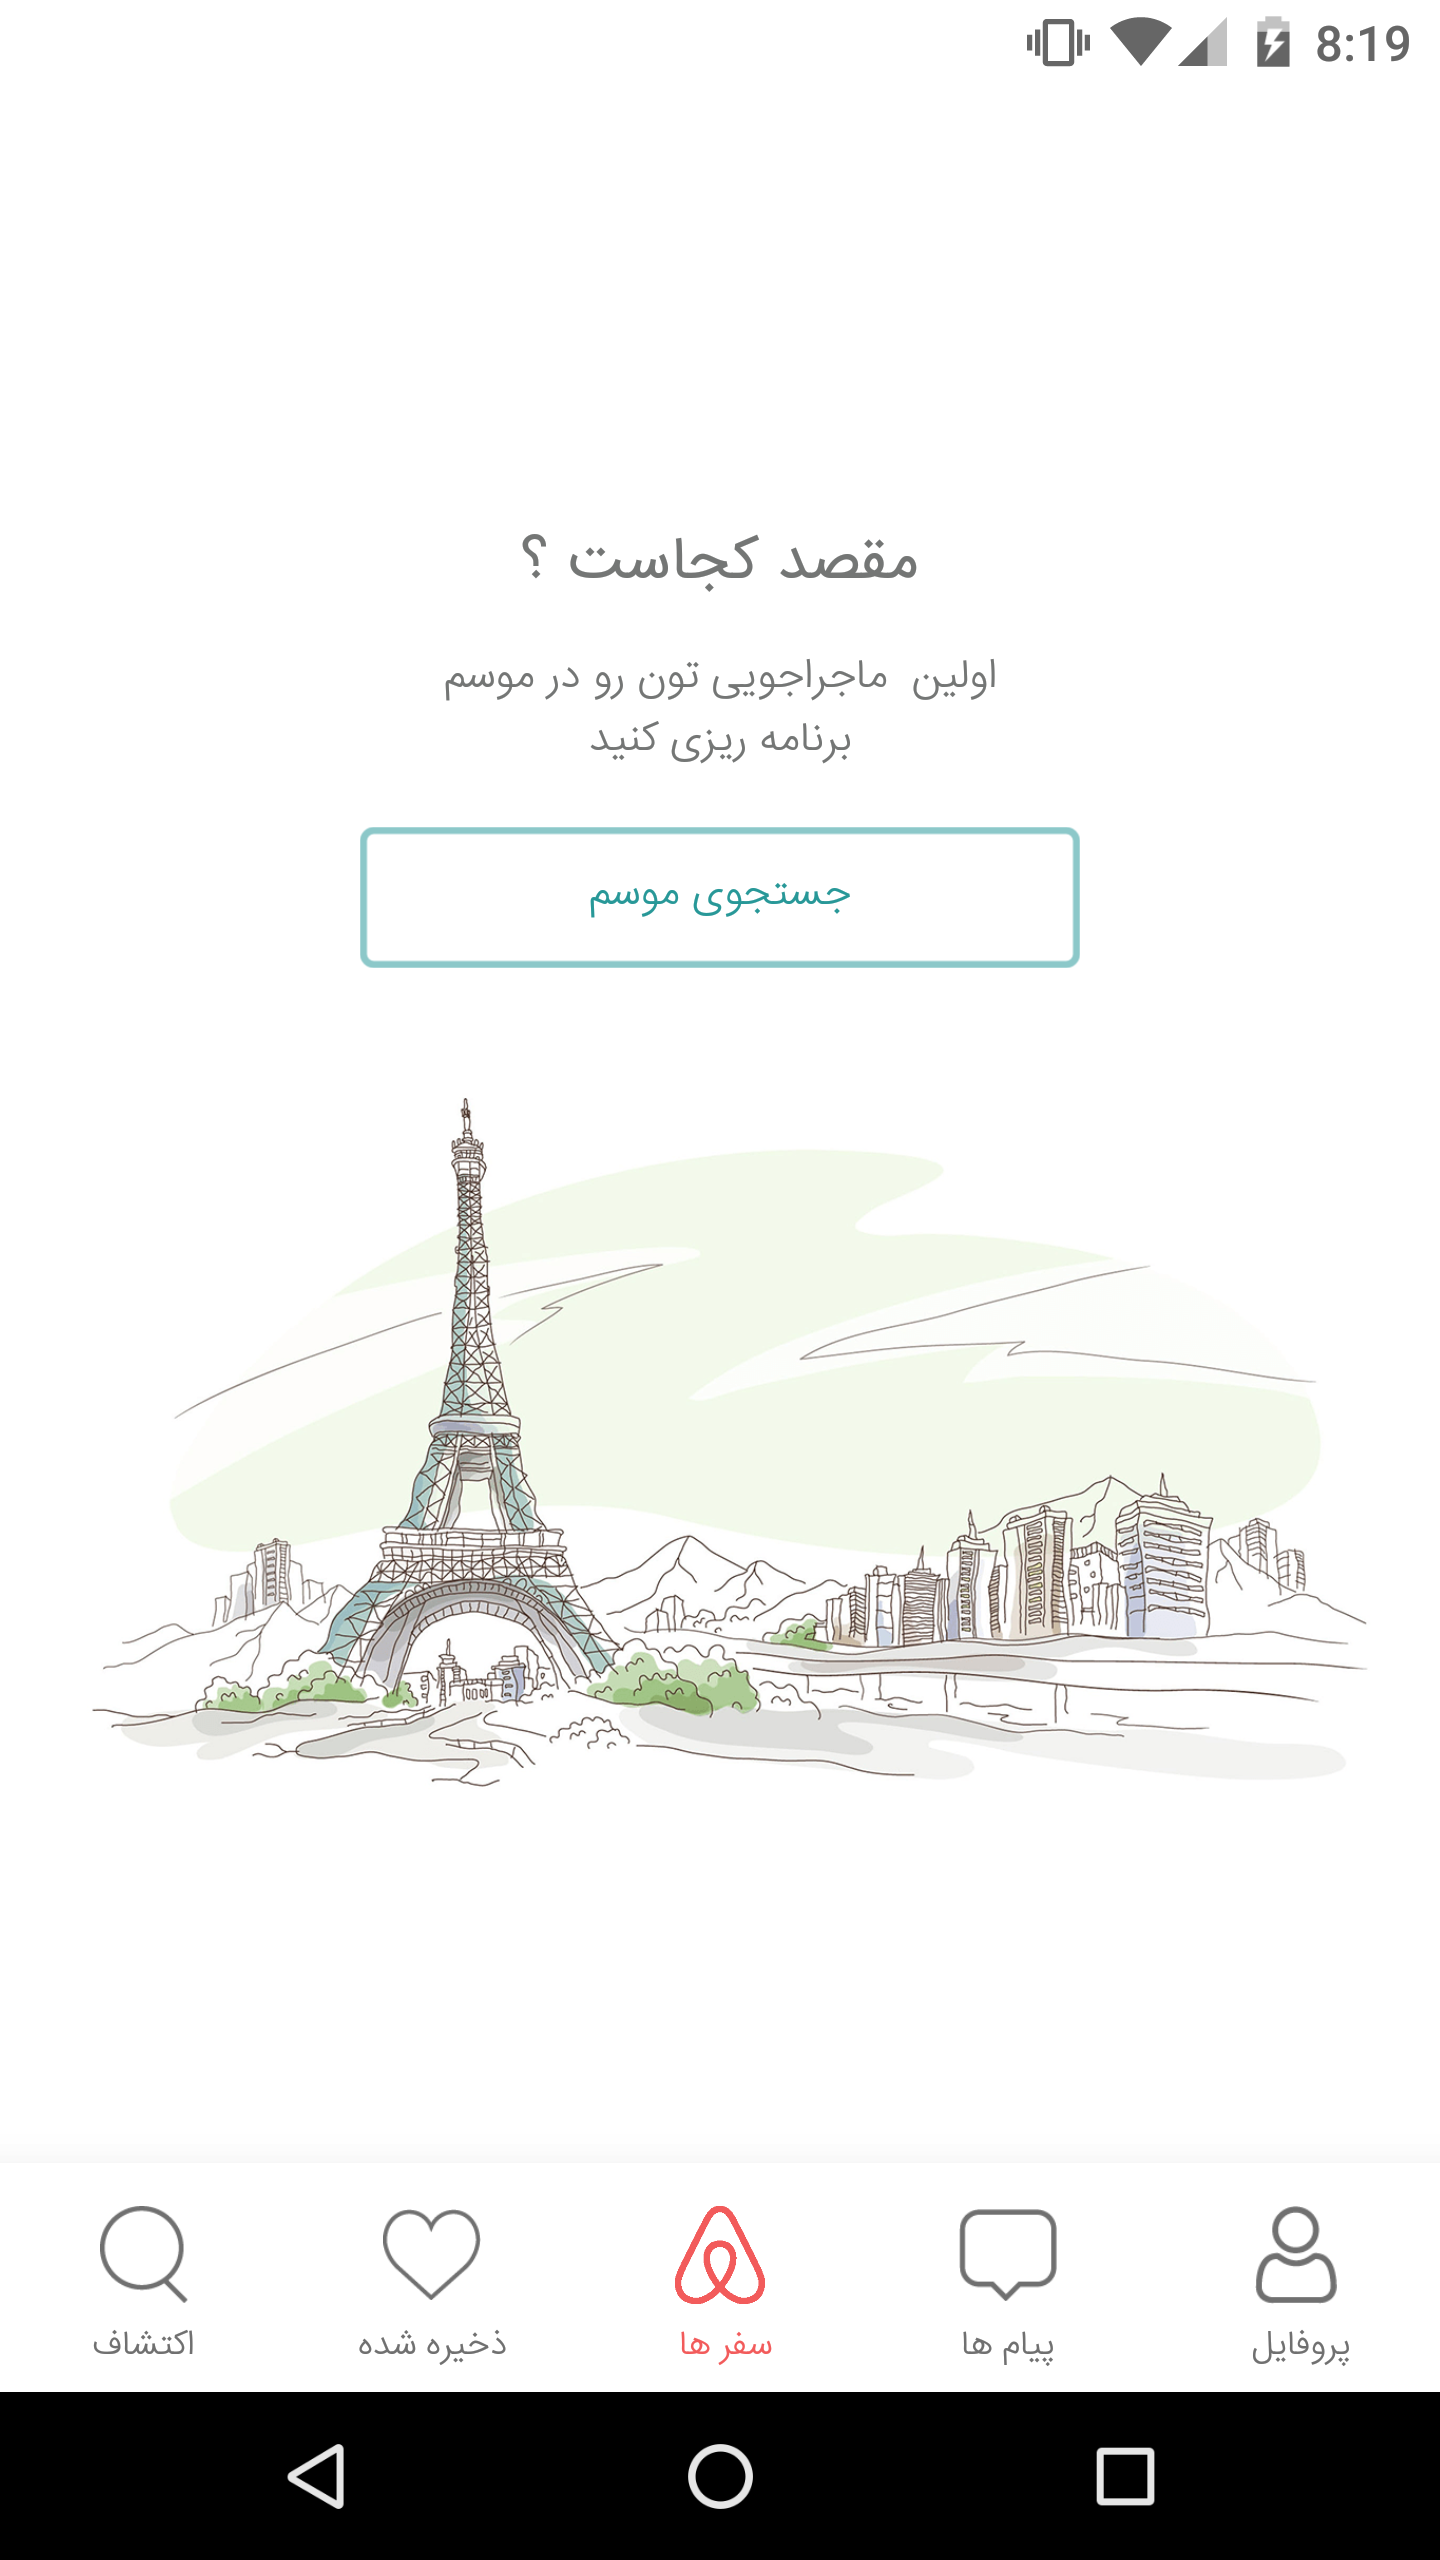 8:19
مقصد کجاست ؟
اولین ماجراجویی تون رو در موسم
برنامه ریزی کنید
جستجوی موسم
پروفایل
پیام ها
سفر ها
ذخیره شده
اکتشاف